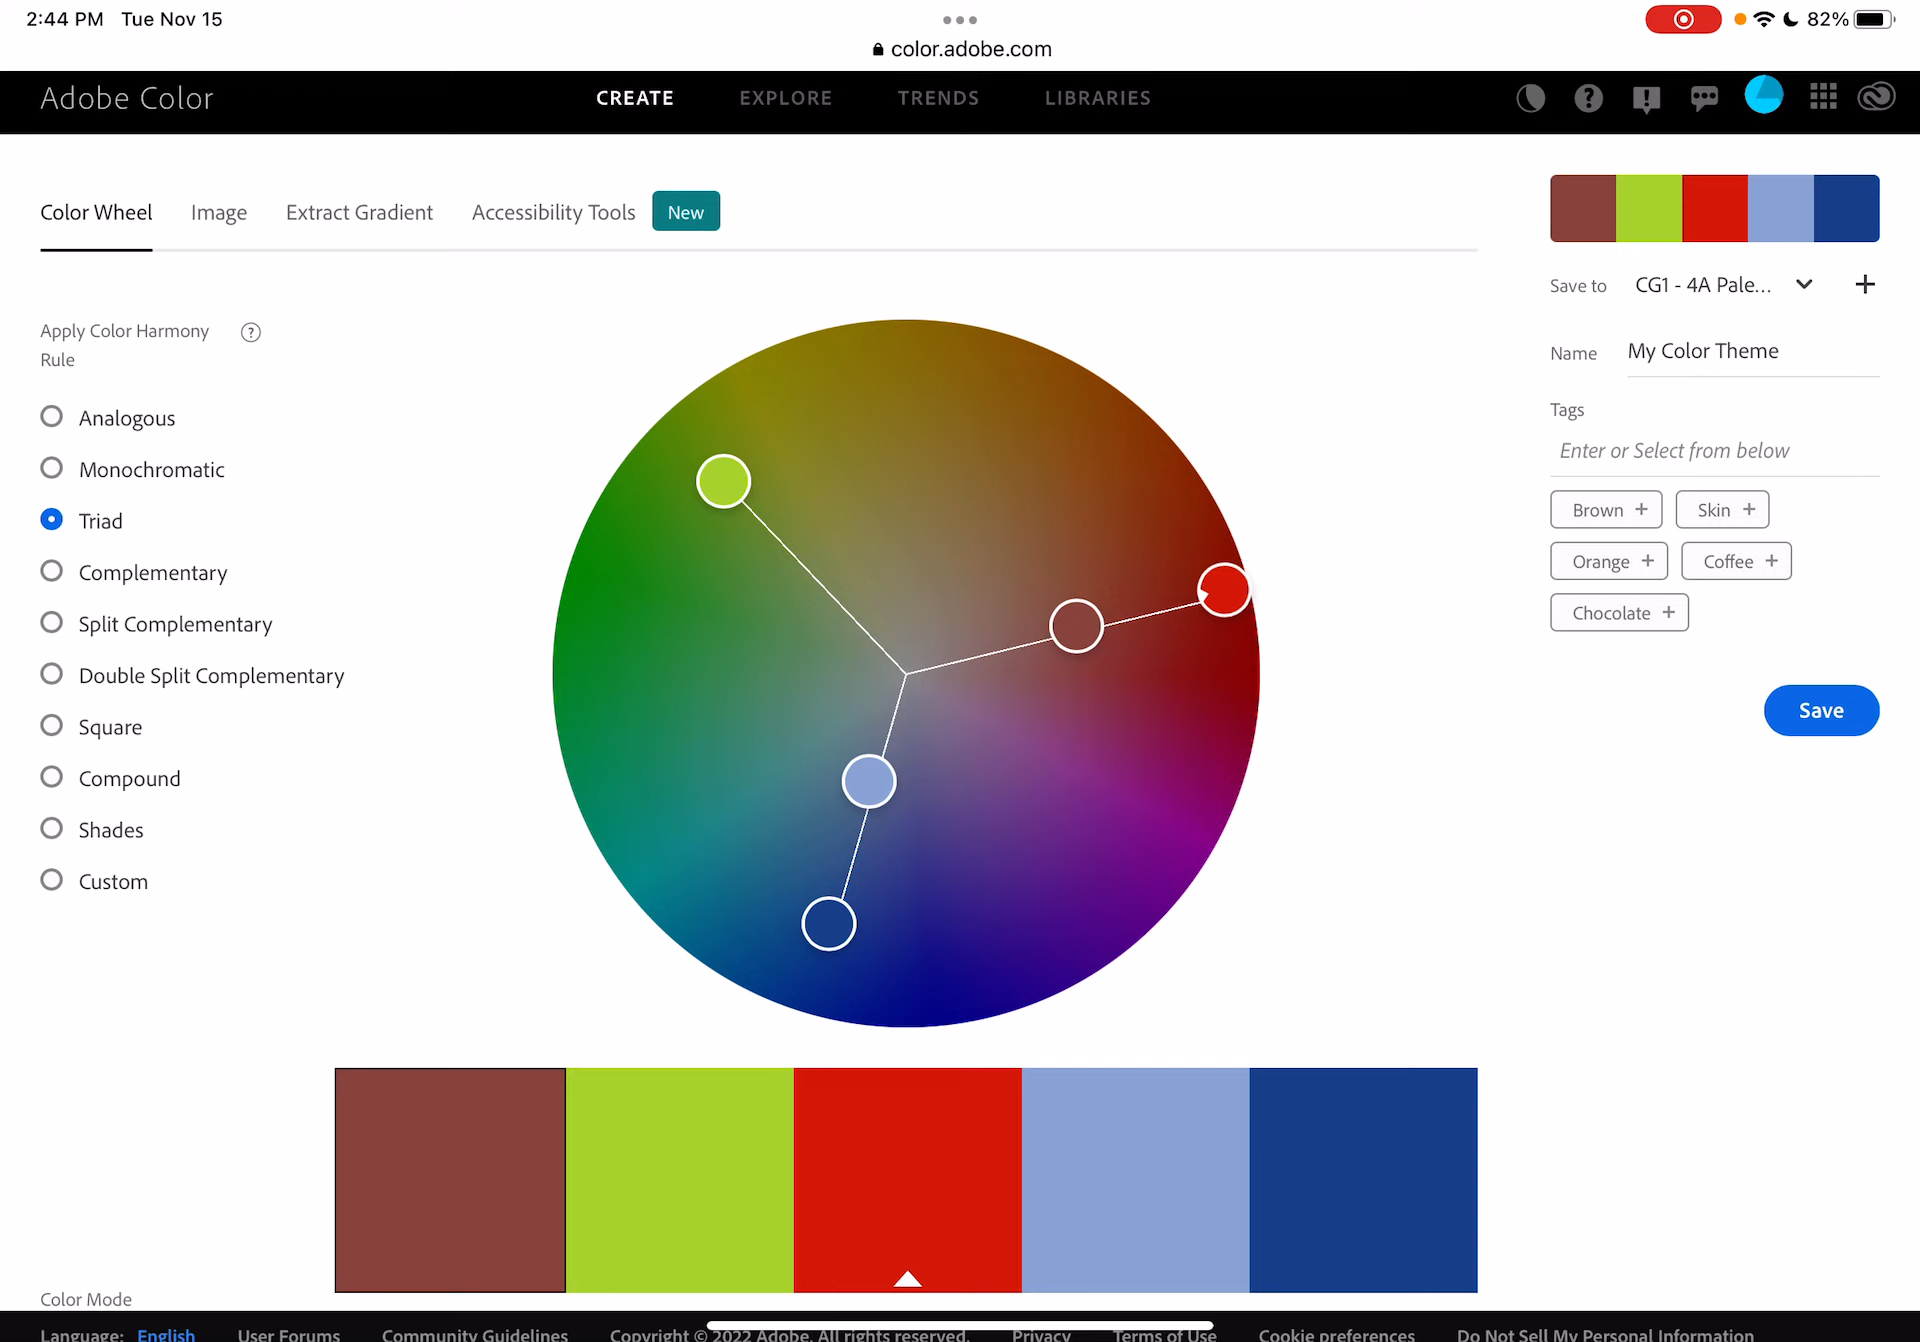 2:44 PM Tue Nov 15
82%
color.adobe.com
Adobe Color
CREATE EXPLORE TRENDS LIBRARIES
Color Wheel Image Extract Gradient Accessibility Tools New
Save to CG1 - 4A Pale...
Apply Color Harmony
Rule
Name My Color Theme
Tags
Enter or Select from below
Analogous
Monochromatic
Triad
Complementary
Split Complementary
Double Split Complementary
Square
Compound
Shades
Custom
Brown + Skin +
Orange + Coffee +
Chocolate +
Save
Color Mode
Language: English User Forums Community Guidelines Copyright © 2022 Adobe. All rights reserved. Privacy Terms of Use Cookie preferences Do Not Sell My Personal Information